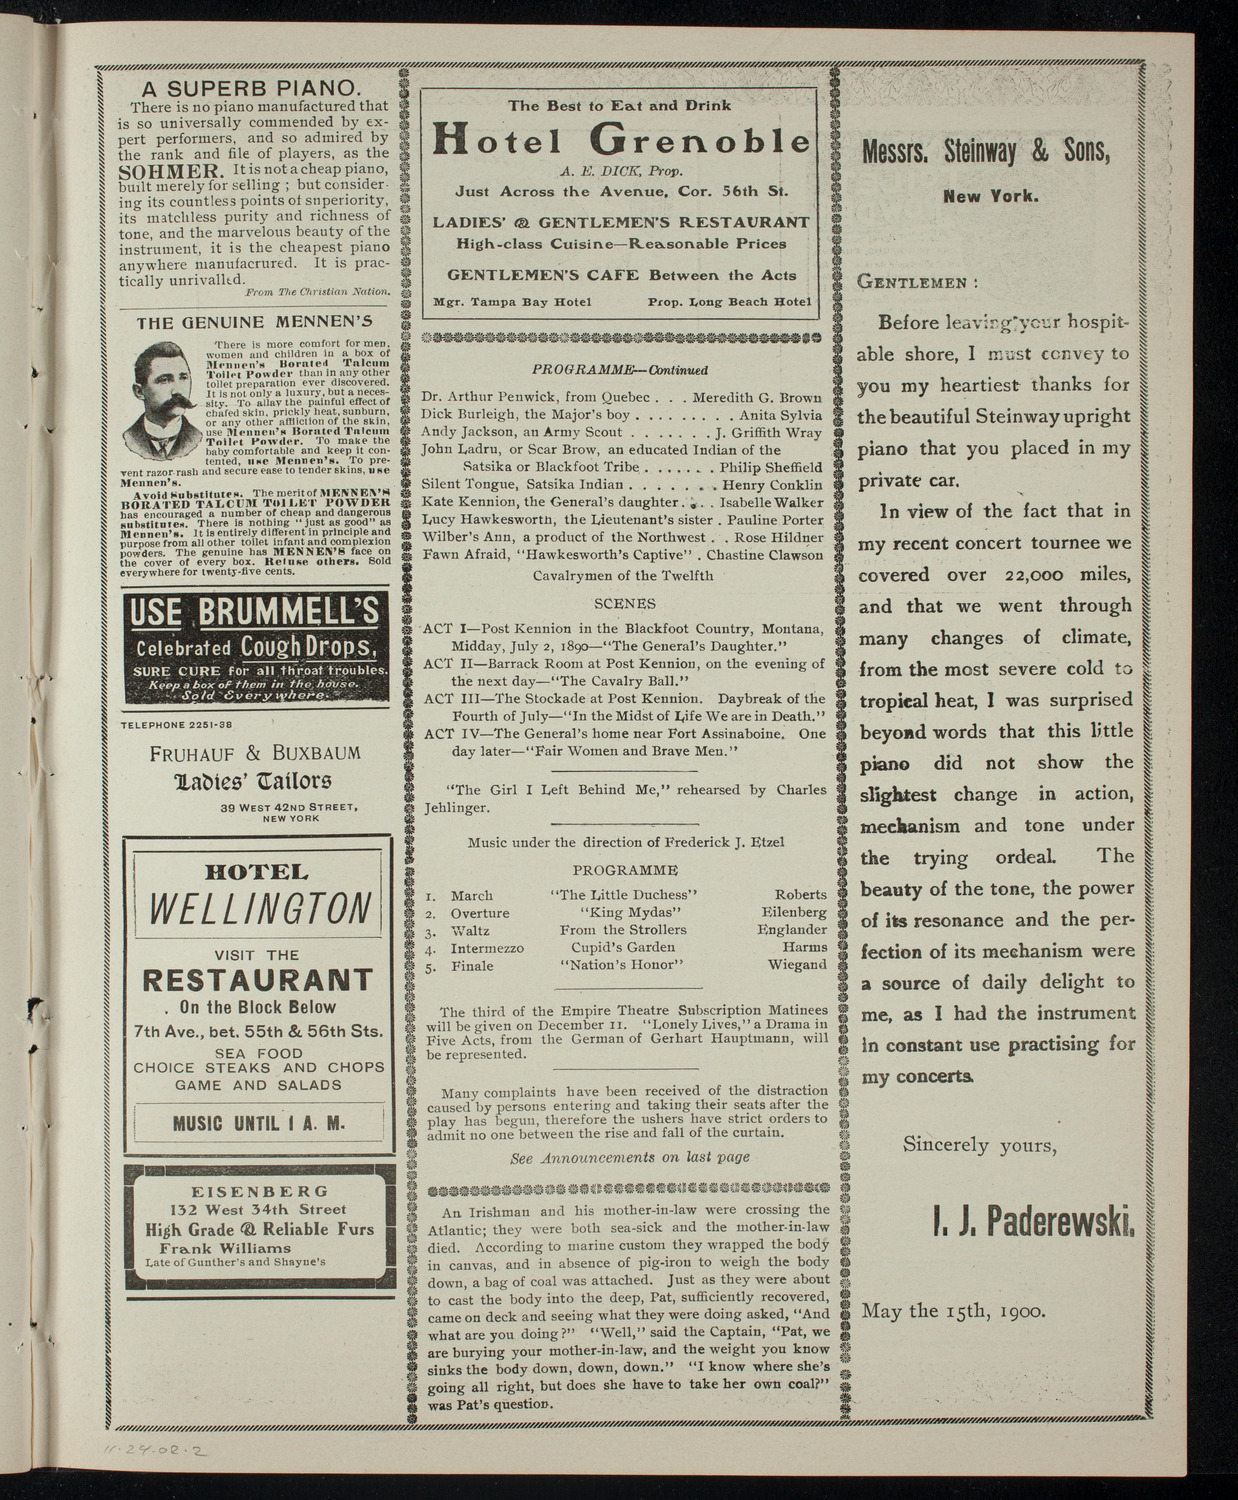 A SUPERB PIANO.
There is no piano manufactured that
is so universally commended by ex-
pert performers, and so admired by
the rank and file of players, as the
SOHMER. It is not a cheap piano,
built merely for selling ; but consider-
ing its countless points of superiority,
its matchless purity and richness of
tone, and the marvelous beauty of the
instrument, it is the cheapest piano
anywhere manufacrured. It is prac-
tically unrivalled.
From The Christian Nation.
THE GENUINE MENNEN'S
There is more comfort for men,
women and children in a box of
Mennen's Borated Talcum
Toilet Powder than in any other
toilet preparation ever discovered.
It is not only a luxury, but a neces-
sity. To allay the painful effect of
chafed skin, prickly heat, sunburn,
or any other affliction of the skin,
use Mennen's Borated Talcum
Toilet Powder. To make the
baby comfortable and keep it con-
tented, use Mennen's. To pre-
vent razor-rash and secure ease to tender skins, use
Mennen's.
Avoid Substitutes. The merit of MENNEN'S
BORATED TALCUM TOILET POWDER
has encouraged a number of cheap and dangerous
substitutes. There is nothing "just as good" as
Mennen's. It is entirely different in principle and
purpose from all other toilet infant and complexion
powders. The genuine has MENNEN'S face on
the cover of every box. Refuse others. Sold
everywhere for twenty-five cents.
USE BRUMMELL'S
Celebrated Cough Drops,
SURE CURE for all throat troubles.
Keep a box of them in the house.
Sold Everywhere.
TELEPHONE 2251-38
FRUHAUF & BUXBAUM
Ladies' Tailors
39 WEST 42ND STREET,
NEW YORK
HOTEL
WELLINGTON
VISIT THE
RESTAURANT
On the Block Below
7th Ave., bet. 55th & 56th Sts.
SEA FOOD
CHOICE STEAKS AND CHOPS
GAME AND SALADS
MUSIC UNTIL 1 A. M.
EISENBERG
132 West 34th Street
High Grade & Reliable Furs
Frank Williams
Late of Gunther's and Shayne's
The Best to Eat and Drink
Hotel Grenoble
A. E. DICK, Prop.
Just Across the Avenue, Cor. 56th St.
LADIES' & GENTLEMEN'S RESTAURANT
High-class Cuisine—Reasonable Prices
GENTLEMEN'S CAFE Between the Acts
Mgr. Tampa Bay Hotel Prop. Long Beach Hotel
PROGRAMME—Continued
Dr. Arthur Penwick, from Quebec . . . Meredith G. Brown
Dick Burleigh, the Major's boy . . . . . . . . . Anita Sylvia
Andy Jackson, an Army Scout . . . . . . . J. Griffith Wray
John Ladru, or Scar Brow, an educated Indian of the
Satsika or Blackfoot Tribe . . . . . . Philip Sheffield
Silent Tongue, Satsika Indian . . . . . . . Henry Conklin
Kate Kennion, the General's daughter. . . . Isabelle Walker
Lucy Hawkesworth, the Lieutenant's sister . Pauline Porter
Wilber's Ann, a product of the Northwest . . Rose Hildner
Fawn Afraid, "Hawkesworth's Captive" . Chastine Clawson
Cavalrymen of the Twelfth
SCENES
ACT I—Post Kennion in the Blackfoot Country, Montana,
Midday, July 2, 1890—"The General's Daughter."
ACT II—Barrack Room at Post Kennion, on the evening of
the next day—"The Cavalry Ball."
ACT III—The Stockade at Post Kennion. Daybreak of the
Fourth of July—"In the Midst of Life We are in Death."
ACT IV—The General's home near Fort Assinaboine. One
day later—"Fair Women and Brave Men."
"The Girl I Left Behind Me," rehearsed by Charles
Jehlinger.
Music under the direction of Frederick J. Etzel
PROGRAMME
1. March "The Little Duchess" Roberts
2. Overture "King Mydas" Eilenberg
3. Waltz From the Strollers Englander
4. Intermezzo Cupid's Garden Harms
5. Finale "Nation's Honor" Wiegand
The third of the Empire Theatre Subscription Matinees
will be given on December 11. "Lonely Lives," a Drama in
Five Acts, from the German of Gerhart Hauptmann, will
be represented.
Many complaints have been received of the distraction
caused by persons entering and taking their seats after the
play has begun, therefore the ushers have strict orders to
admit no one between the rise and fall of the curtain.
See Announcements on last page
An Irishman and his mother-in-law were crossing the
Atlantic; they were both sea-sick and the mother-in-law
died. According to marine custom they wrapped the body
in canvas, and in absence of pig-iron to weigh the body
down, a bag of coal was attached. Just as they were about
to cast the body into the deep, Pat, sufficiently recovered,
came on deck and seeing what they were doing asked, "And
what are you doing?" "Well," said the Captain, "Pat, we
are burying your mother-in-law, and the weight you know
sinks the body down, down, down." "I know where she's
going all right, but does she have to take her own coal?"
was Pat's question.
Messrs. Steinway & Sons,
New York.
GENTLEMEN :
Before leaving your hospit-
able shore, I must convey to
you my heartiest thanks for
the beautiful Steinway upright
piano that you placed in my
private car.
In view of the fact that in
my recent concert tournee we
covered over 22,000 miles,
and that we went through
many changes of climate,
from the most severe cold to
tropical heat, I was surprised
beyond words that this little
piano did not show the
slightest change in action,
mechanism and tone under
the trying ordeal. The
beauty of the tone, the power
of its resonance and the per-
fection of its mechanism were
a source of daily delight to
me, as I had the instrument
in constant use practising for
my concerts.
Sincerely yours,
I. J. Paderewski.
May the 15th, 1900.
11-24-02-2